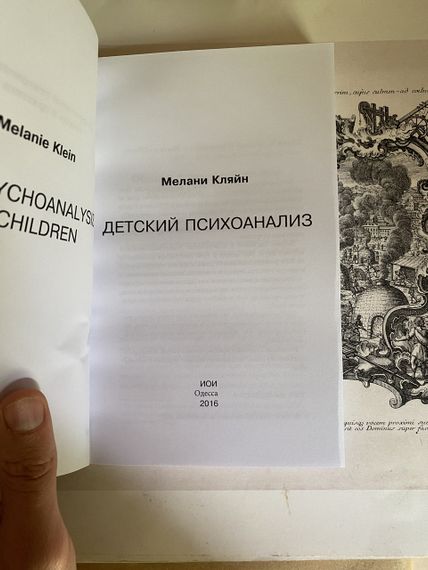 Melanie Klein
YCHOANALYSIS
CHILDREN
Мелани Кляйн
ДЕТСКИЙ ПСИХОАНАЛИЗ
ИОИ
Одесса
2016